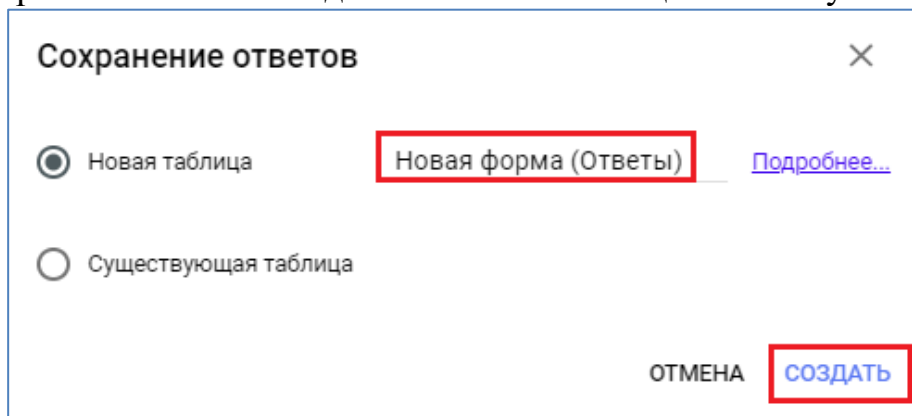 Сохранение ответов
Новая таблица Новая форма (Ответы) Подробнее...
Существующая таблица
ОТМЕНА СОЗДАТЬ